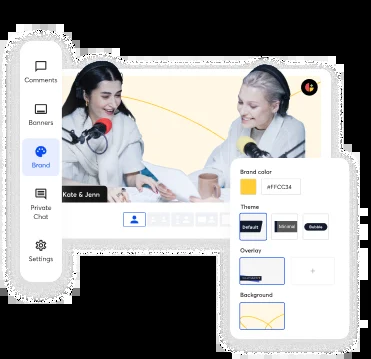 Comments
Banners
Brand
Private
Chat
Settings
Kate & Jenn
Brand color
#FFCC34
Theme
Default
Minimal
Bubble
Overlay
+
Background